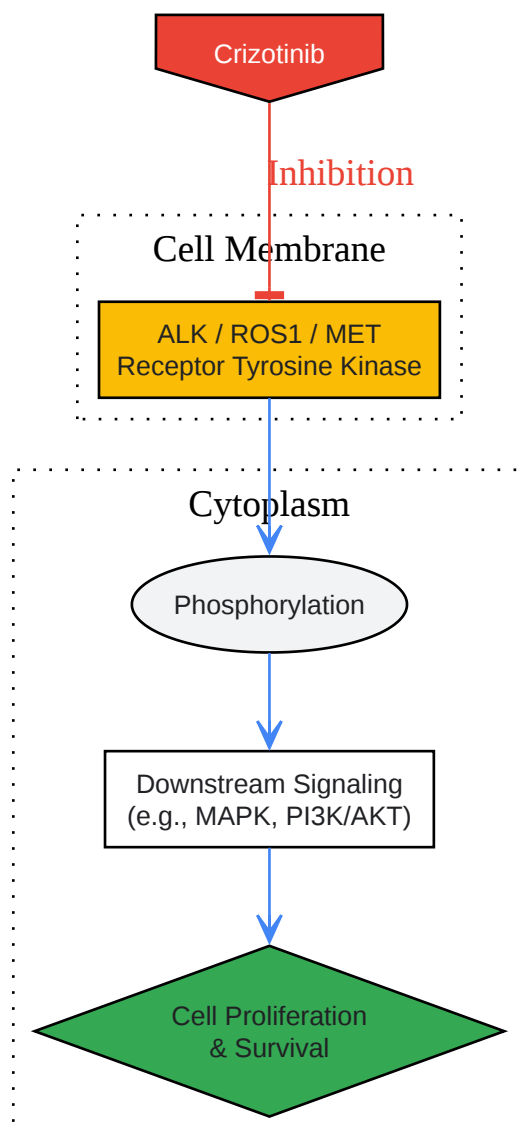 Crizotinib
Inhibition
Cell Membrane
ALK / ROS1 / MET
Receptor Tyrosine Kinase
Cytoplasm
Phosphorylation
Downstream Signaling
(e.g., MAPK, PI3K/AKT)
Cell Proliferation
& Survival